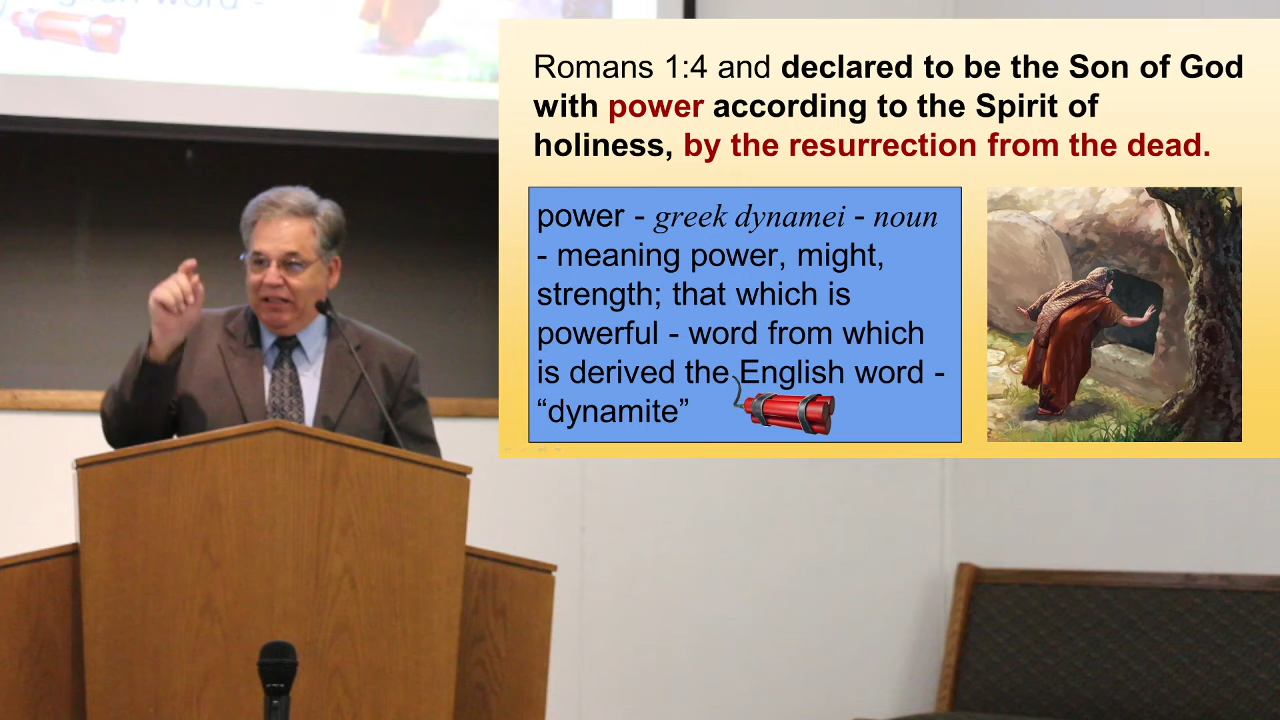 glish word -
Romans 1:4 and declared to be the Son of God
with power according to the Spirit of
holiness, by the resurrection from the dead.
power - greek dynamei - noun
- meaning power, might,
strength; that which is
powerful - word from which
is derived the English word -
“dynamite”